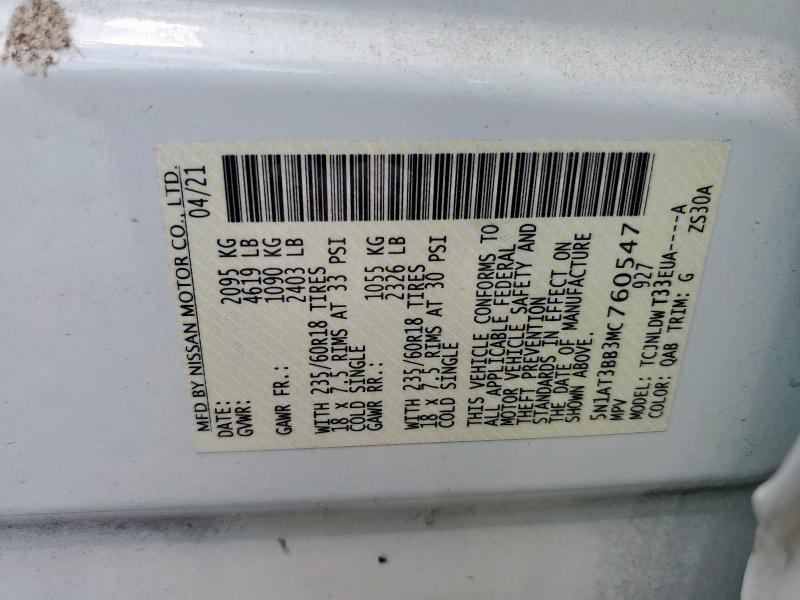 MFD BY NISSAN MOTOR CO., LTD.
DATE: 04/21
GVWR: 2095 KG
4619 LB
GAWR FR.: 1090 KG
2403 LB
WITH 235/60R18 TIRES
18 X 7.5 RIMS AT 33 PSI
COLD SINGLE
GAWR RR.: 1055 KG
2326 LB
WITH 235/60R18 TIRES
18 X 7.5 RIMS AT 30 PSI
COLD SINGLE
THIS VEHICLE CONFORMS TO
ALL APPLICABLE FEDERAL
MOTOR VEHICLE SAFETY AND
THEFT PREVENTION
STANDARDS IN EFFECT ON
THE DATE OF MANUFACTURE
SHOWN ABOVE.
5N1AT3BB3MC760547
MPV 927
MODEL: TCJNLDW T33EUA----A
COLOR: QAB TRIM: G ZS30A